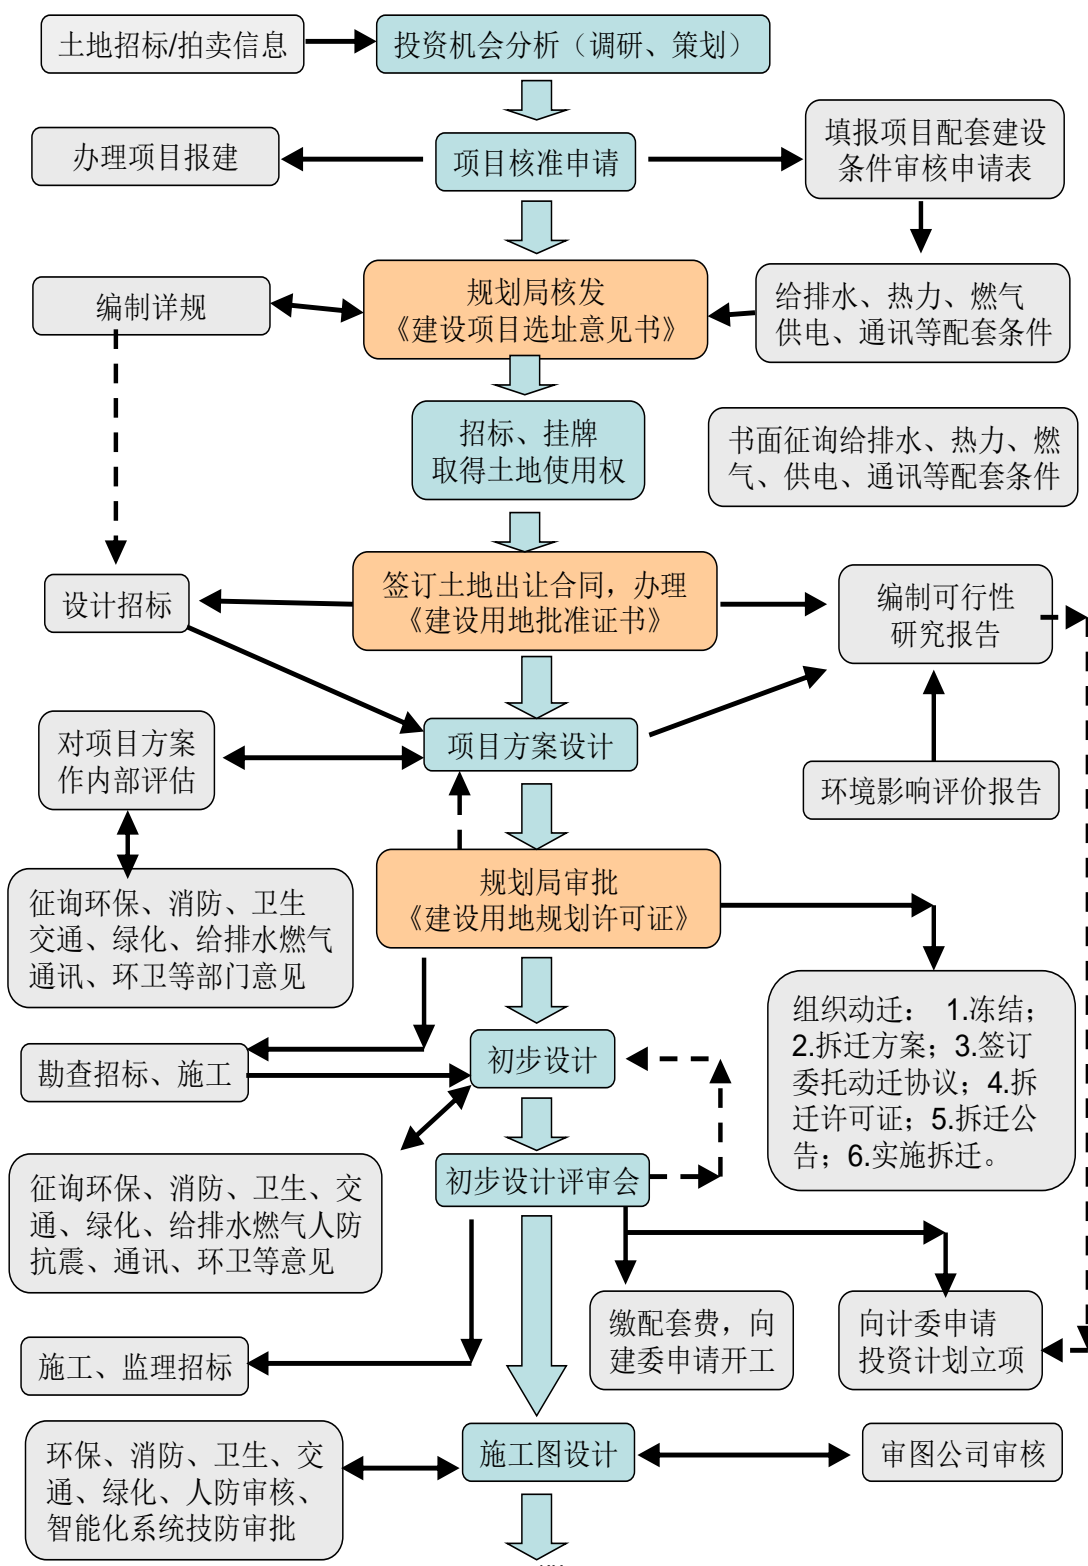 土地招标/拍卖信息
投资机会分析（调研、策划）
办理项目报建
项目核准申请
填报项目配套建设
条件审核申请表
编制详规
规划局核发
《建设项目选址意见书》
给排水、热力、燃气
供电、通讯等配套条件
招标、挂牌
取得土地使用权
书面征询给排水、热力、燃
气、供电、通讯等配套条件
设计招标
签订土地出让合同，办理
《建设用地批准证书》
编制可行性
研究报告
对项目方案
作内部评估
项目方案设计
环境影响评价报告
征询环保、消防、卫生
交通、绿化、给排水燃气
通讯、环卫等部门意见
规划局审批
《建设用地规划许可证》
组织动迁： 1.冻结；
2.拆迁方案；3.签订
委托动迁协议；4.拆
迁许可证；5.拆迁公
告；6.实施拆迁。
勘查招标、施工
初步设计
征询环保、消防、卫生、交
通、绿化、给排水燃气人防
抗震、通讯、环卫等意见
初步设计评审会
施工、监理招标
缴配套费，向
建委申请开工
向计委申请
投资计划立项
环保、消防、卫生、交
通、绿化、人防审核、
智能化系统技防审批
施工图设计
审图公司审核